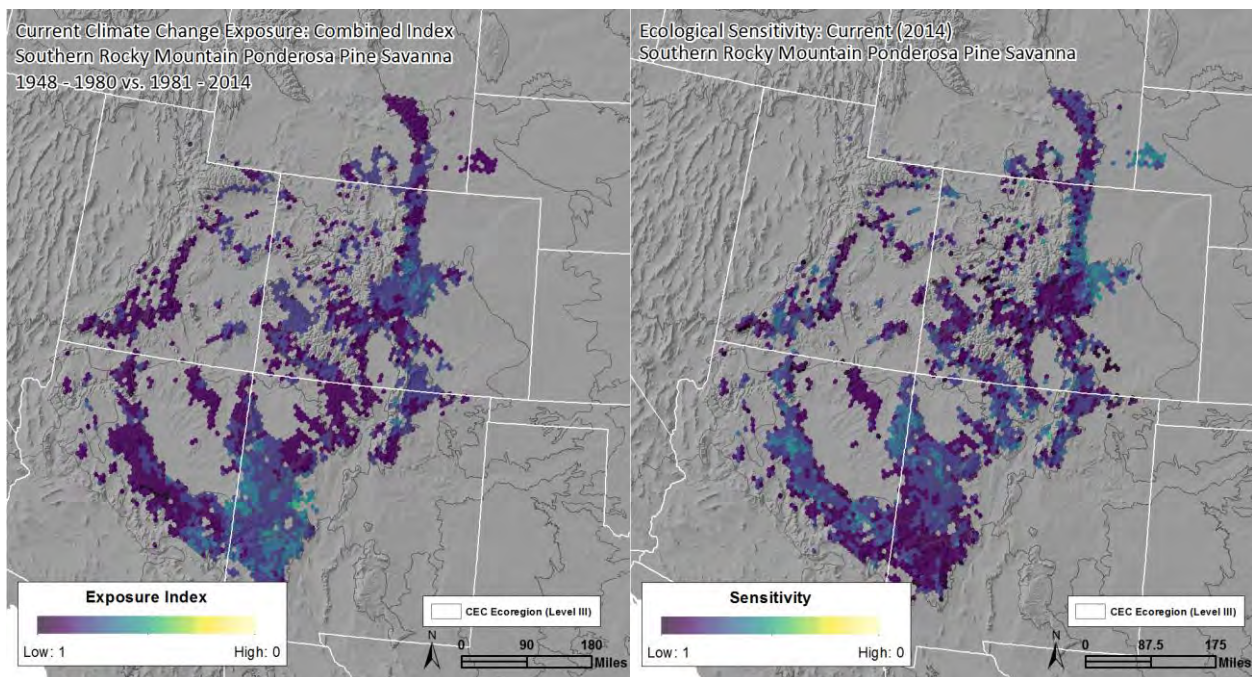 Current Climate Change Exposure: Combined Index
Southern Rocky Mountain Ponderosa Pine Savanna
1948 - 1980 vs. 1981 - 2014
Exposure Index
Low: 1 High: 0
CEC Ecoregion (Level III)
N
0 90 180
Miles
Ecological Sensitivity: Current (2014)
Southern Rocky Mountain Ponderosa Pine Savanna
Sensitivity
Low: 1 High: 0
CEC Ecoregion (Level III)
N
0 87.5 175
Miles